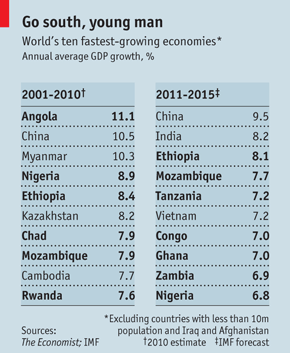 Go south, young man
World's ten fastest-growing economies*
Annual average GDP growth, %
2001-2010†
Angola 11.1
China 10.5
Myanmar 10.3
Nigeria 8.9
Ethiopia 8.4
Kazakhstan 8.2
Chad 7.9
Mozambique 7.9
Cambodia 7.7
Rwanda 7.6
2011-2015‡
China 9.5
India 8.2
Ethiopia 8.1
Mozambique 7.7
Tanzania 7.2
Vietnam 7.2
Congo 7.0
Ghana 7.0
Zambia 6.9
Nigeria 6.8
*Excluding countries with less than 10m
population and Iraq and Afghanistan
†2010 estimate ‡IMF forecast
Sources:
The Economist; IMF